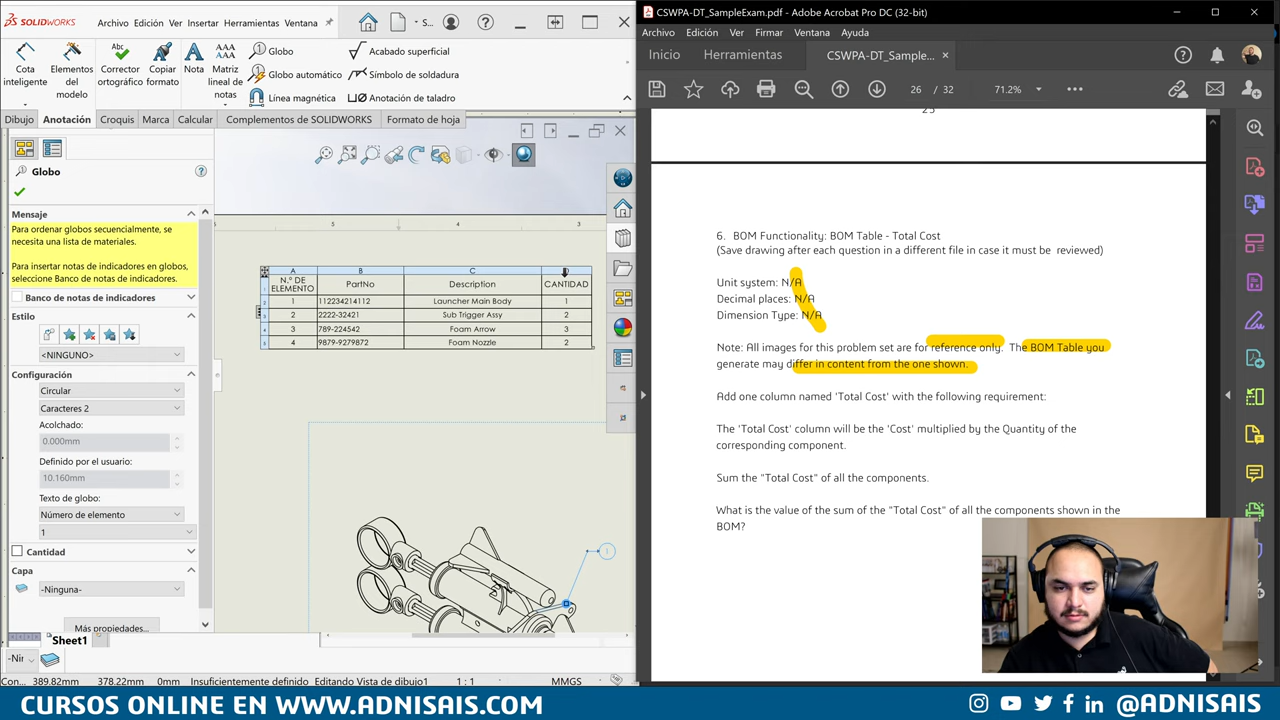 SOLIDWORKS
Archivo Edición Ver Insertar Herramientas Ventana
S...
Cota inteligente
Elementos del modelo
Corrector ortográfico
Copiar formato
Nota
Matriz lineal de notas
Globo
Globo automático
Línea magnética
Acabado superficial
Símbolo de soldadura
Anotación de taladro
Dibujo Anotación Croquis Marca Calcular Complementos de SOLIDWORKS Formato de hoja
Globo
Mensaje
Para ordenar globos secuencialmente, se
necesita una lista de materiales.
Para insertar notas de indicadores en globos,
seleccione Banco de notas de indicadores.
Banco de notas de indicadores
Estilo
<NINGUNO>
Configuración
Circular
Caracteres 2
Acolchado:
0.000mm
Definido por el usuario:
10.160mm
Texto de globo:
Número de elemento
1
Cantidad
Capa
-Ninguna-
Más propiedades...
5 4 3
A B C D
N.º DE ELEMENTO PartNo Description CANTIDAD
1 112234214112 Launcher Main Body 1
2 2222-32421 Sub Trigger Assy 2
3 789-224542 Foam Arrow 3
4 9879-9279872 Foam Nozzle 2
Sheet1
-Nir
Con... 389.82mm 378.22mm Insuficientemente definido Editando Vista de dibujo1 MMGS
CSWPA-DT_SampleExam.pdf - Adobe Acrobat Pro DC (32-bit)
Archivo Edición Ver Firmar Ventana Ayuda
Inicio Herramientas CSWPA-DT_Sample... ×
26 / 32 71.2%
25
6. BOM Functionality: BOM Table - Total Cost
(Save drawing after each question in a different file in case it must be reviewed)
Unit system: N/A
Decimal places: N/A
Dimension Type: N/A
Note: All images for this problem set are for reference only. The BOM Table you
generate may differ in content from the one shown.
Add one column named 'Total Cost' with the following requirement:
The 'Total Cost' column will be the 'Cost' multiplied by the Quantity of the
corresponding component.
Sum the "Total Cost" of all the components.
What is the value of the sum of the "Total Cost" of all the components shown in the
BOM?
CURSOS ONLINE EN WWW.ADNISAIS.COM
@ADNISAIS